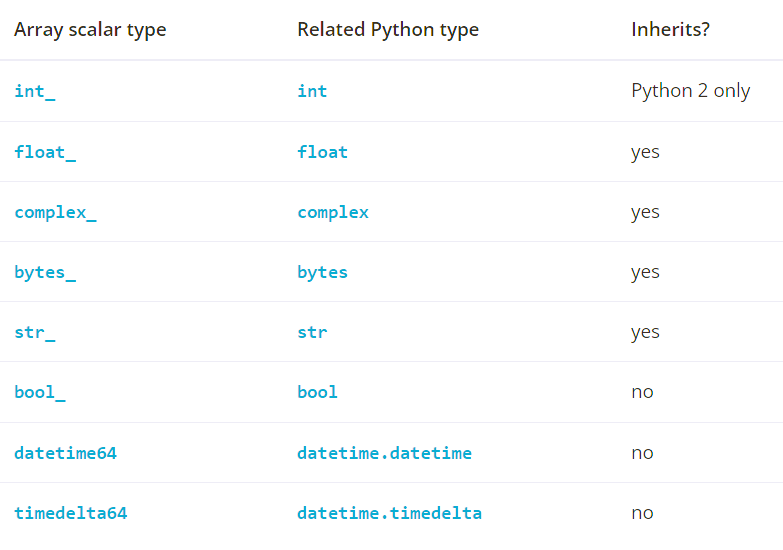 Array scalar type Related Python type Inherits?
int_ int Python 2 only
float_ float yes
complex_ complex yes
bytes_ bytes yes
str_ str yes
bool_ bool no
datetime64 datetime.datetime no
timedelta64 datetime.timedelta no